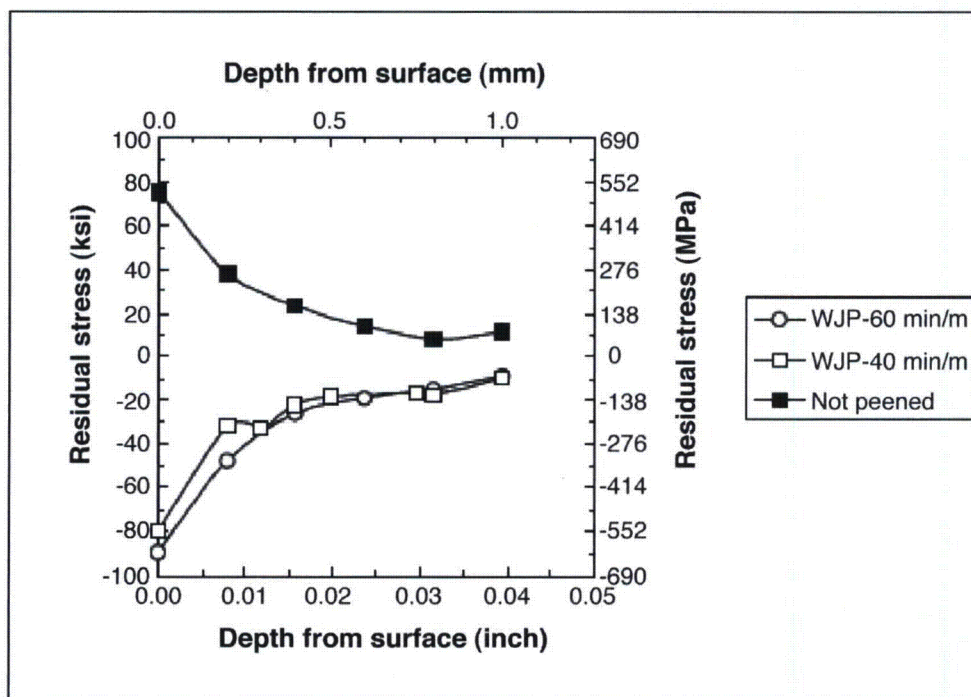 Depth from surface (mm)
0.0 0.5 1.0
100 690
80 552
60 414
40 276
20 138
0 0
-20 -138
-40 -276
-60 -414
-80 -552
-100 -690
Residual stress (ksi)
Residual stress (MPa)
0.00 0.01 0.02 0.03 0.04 0.05
Depth from surface (inch)
WJP-60 min/m
WJP-40 min/m
Not peened